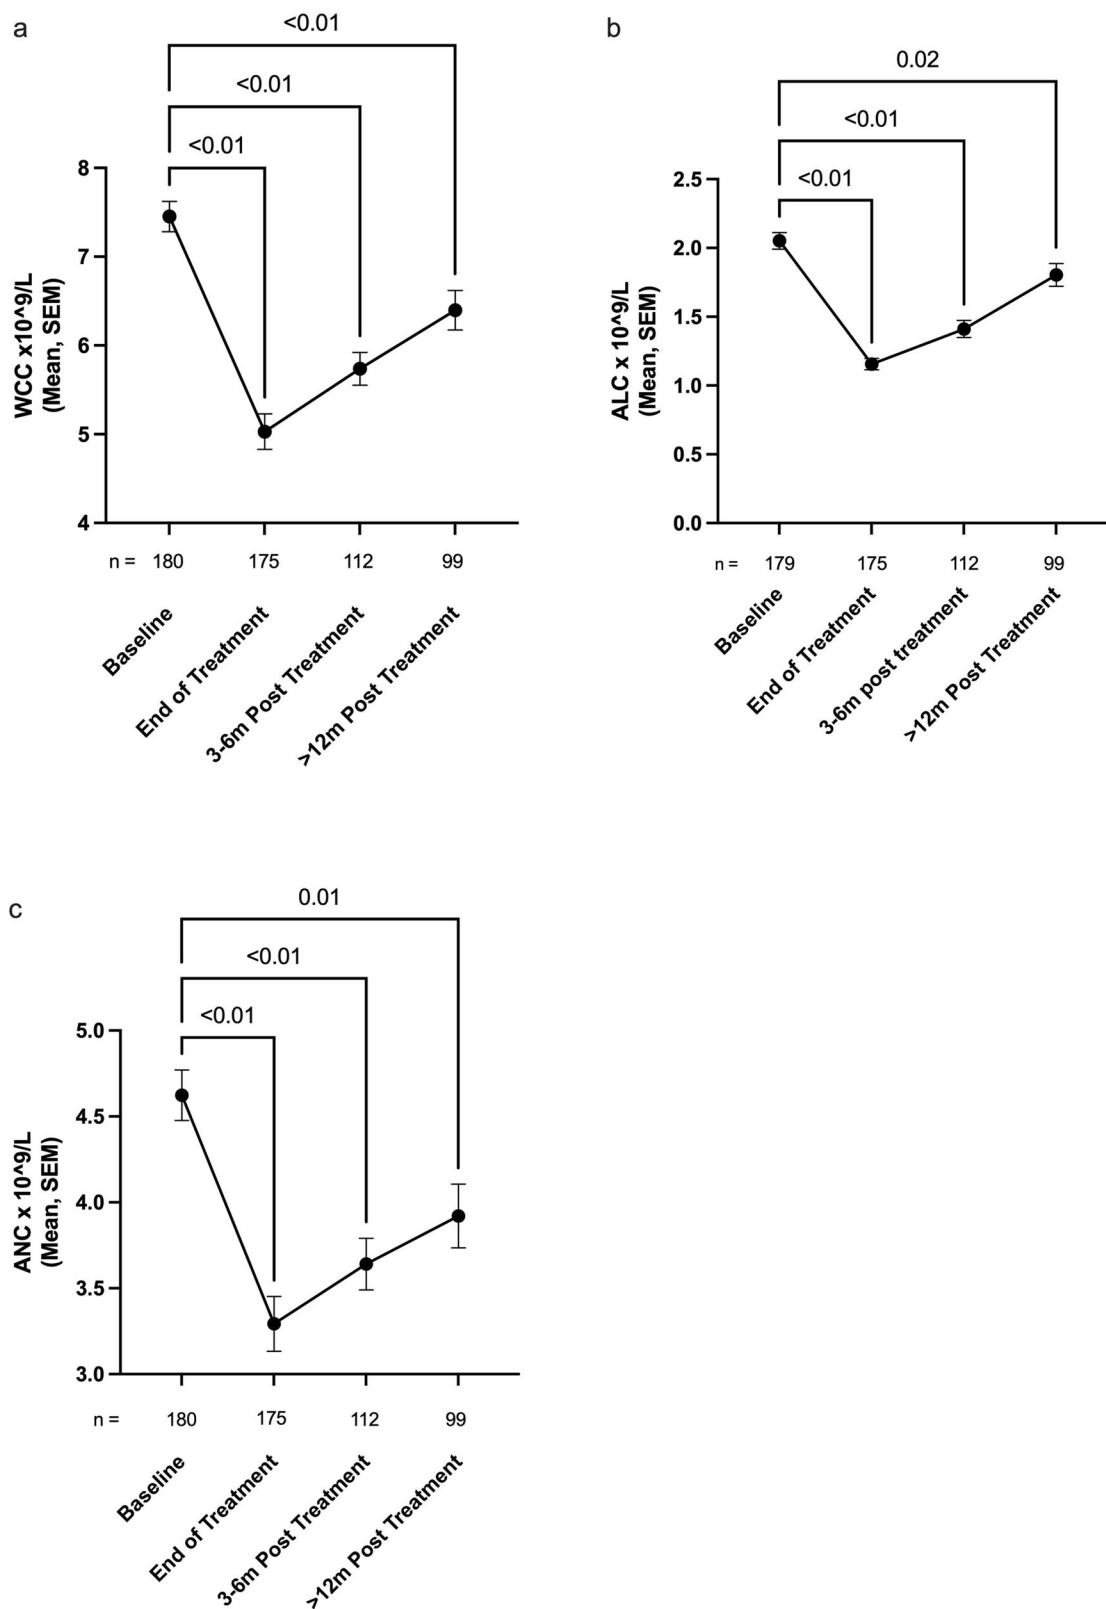 a
<0.01
<0.01
<0.01
8
7
6
5
4
WCC x10^9/L
(Mean, SEM)
n = 180 175 112 99
Baseline
End of Treatment
3-6m Post Treatment
>12m Post Treatment
b
0.02
<0.01
<0.01
2.5
2.0
1.5
1.0
0.5
0.0
ALC x 10^9/L
(Mean, SEM)
n = 179 175 112 99
Baseline
End of Treatment
3-6m post treatment
>12m Post Treatment
c
0.01
<0.01
<0.01
5.0
4.5
4.0
3.5
3.0
ANC x 10^9/L
(Mean, SEM)
n = 180 175 112 99
Baseline
End of Treatment
3-6m Post Treatment
>12m Post Treatment